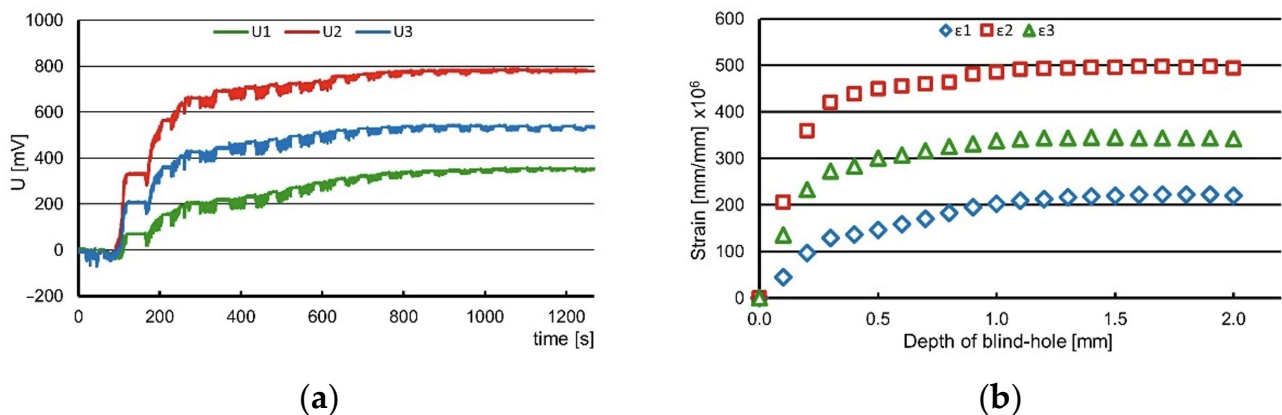 1000
800
600
400
200
0
−200
U [mV]
U1 U2 U3
0 200 400 600 800 1000 1200
time [s]
(a)
600
500
400
300
200
100
0
Strain [mm/mm] x10⁶
ε1 ε2 ε3
0.0 0.5 1.0 1.5 2.0
Depth of blind-hole [mm]
(b)